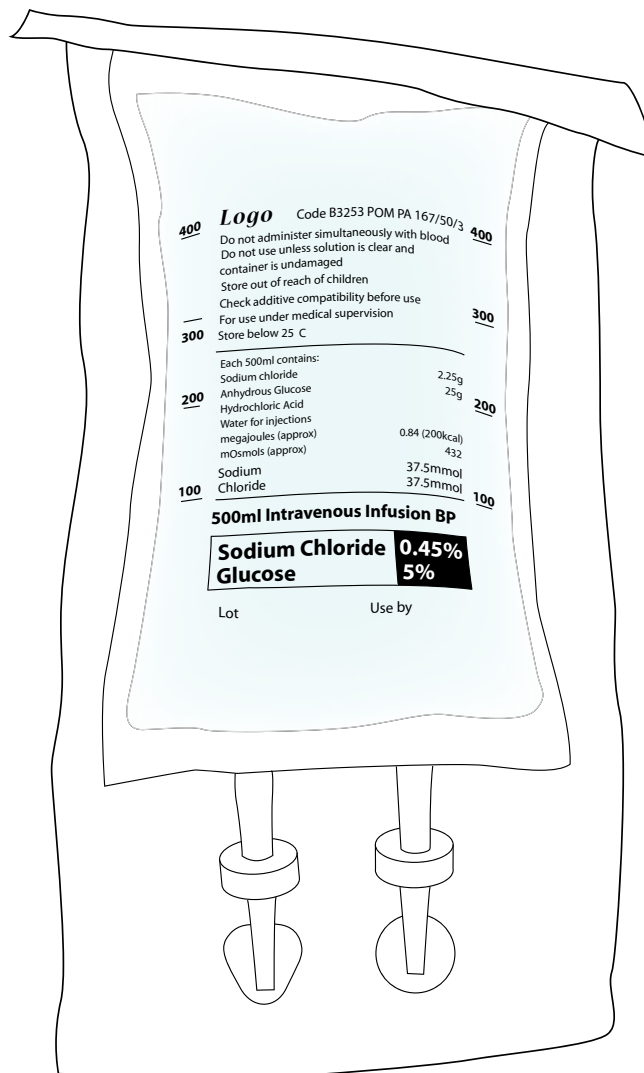 Logo Code B3253 POM PA 167/50/3
400 400
Do not administer simultaneously with blood
Do not use unless solution is clear and
container is undamaged
Store out of reach of children
Check additive compatibility before use
For use under medical supervision 300
300 Store below 25 C
Each 500ml contains:
Sodium chloride 2.25g
200 Anhydrous Glucose 25g
Hydrochloric Acid 200
Water for injections
megajoules (approx) 0.84 (200kcal)
mOsmols (approx) 432
Sodium 37.5mmol
100 Chloride 37.5mmol 100
500ml Intravenous Infusion BP
Sodium Chloride 0.45%
Glucose 5%
Lot Use by